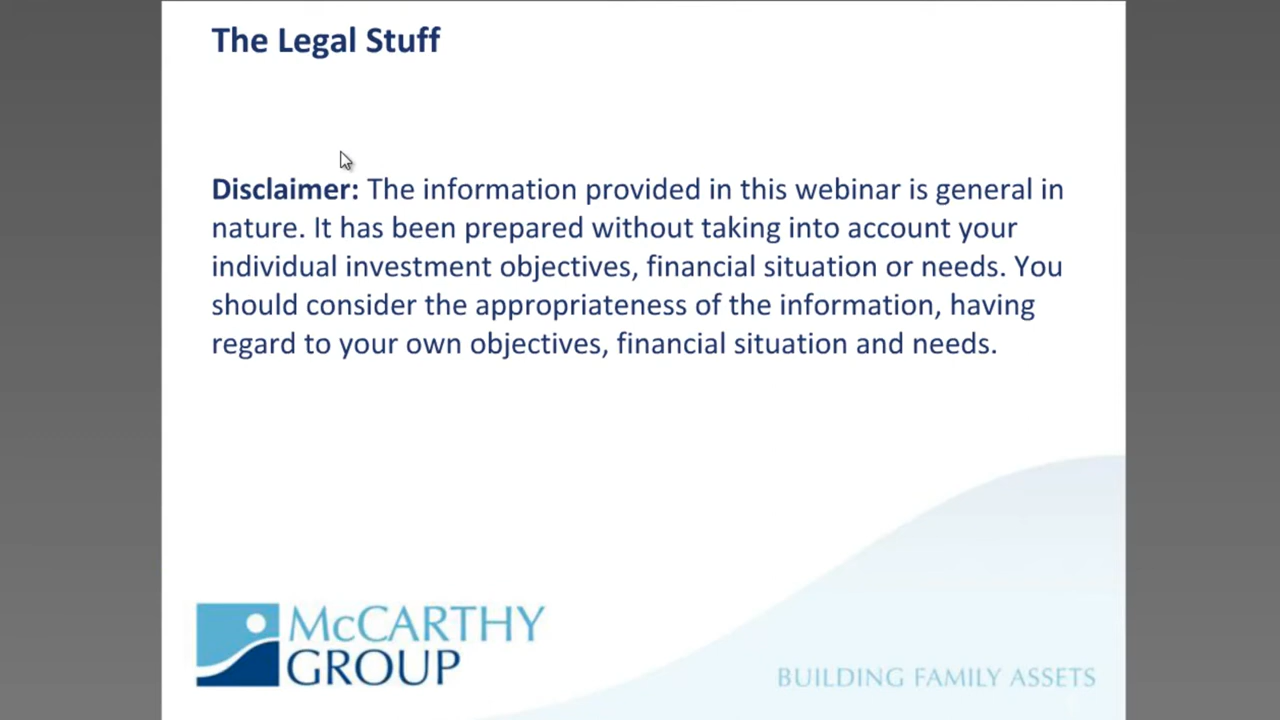 The Legal Stuff
Disclaimer: The information provided in this webinar is general in
nature. It has been prepared without taking into account your
individual investment objectives, financial situation or needs. You
should consider the appropriateness of the information, having
regard to your own objectives, financial situation and needs.
McCARTHY
GROUP
BUILDING FAMILY ASSETS